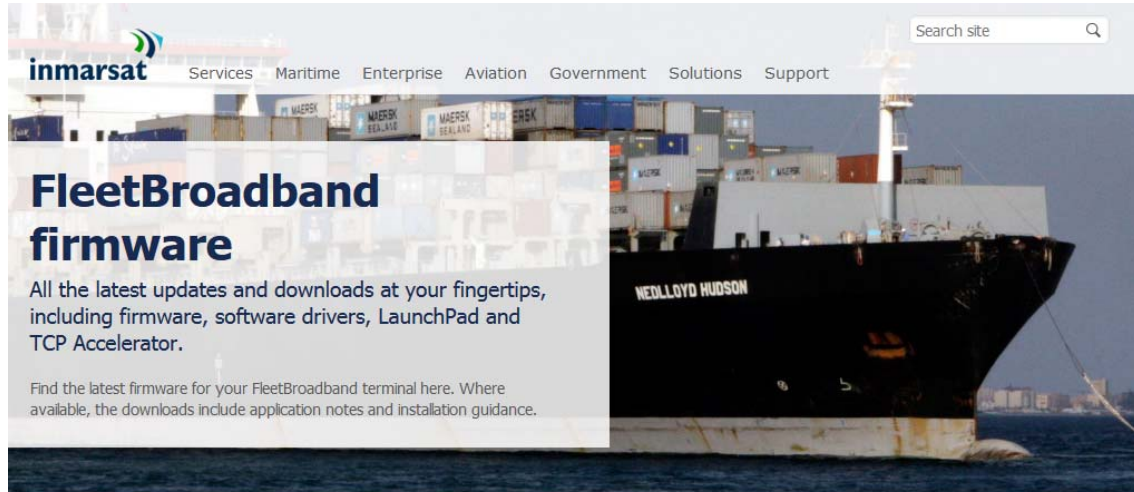 Search site
inmarsat
Services Maritime Enterprise Aviation Government Solutions Support
MAERSK
MAERSK
SEALAND
MAERSK
SEALAND
FleetBroadband
firmware
All the latest updates and downloads at your fingertips,
including firmware, software drivers, LaunchPad and
TCP Accelerator.
Find the latest firmware for your FleetBroadband terminal here. Where
available, the downloads include application notes and installation guidance.
NEDLLOYD HUDSON